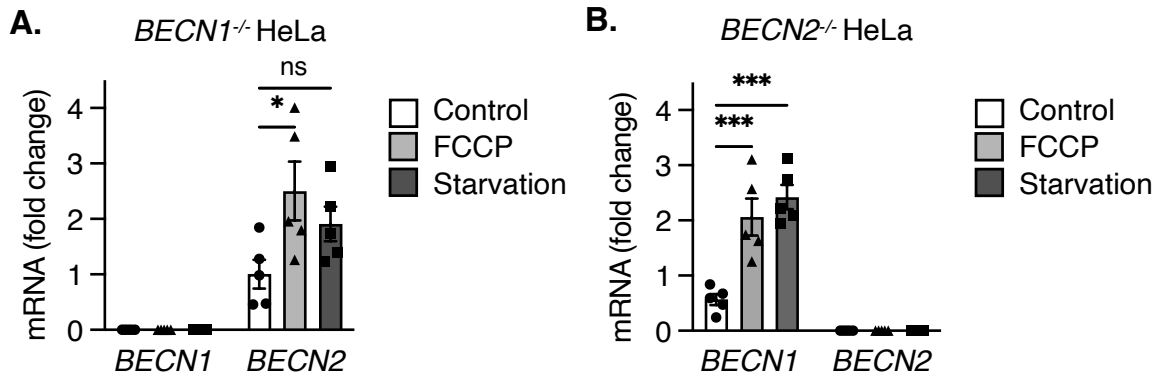 A.
BECN1-/- HeLa
ns
*
4
3
2
1
0
mRNA (fold change)
BECN1 BECN2
Control
FCCP
Starvation
B.
BECN2-/- HeLa
***
***
4
3
2
1
0
mRNA (fold change)
BECN1 BECN2
Control
FCCP
Starvation